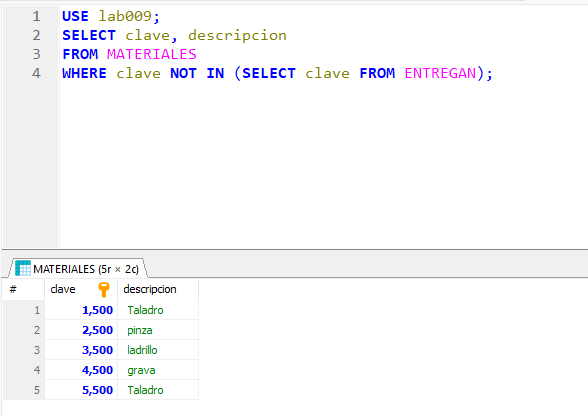 1 USE lab009;
2 SELECT clave, descripcion
3 FROM MATERIALES
4 WHERE clave NOT IN (SELECT clave FROM ENTREGAN);
MATERIALES (5r × 2c)
# clave descripcion
1 1,500 Taladro
2 2,500 pinza
3 3,500 ladrillo
4 4,500 grava
5 5,500 Taladro